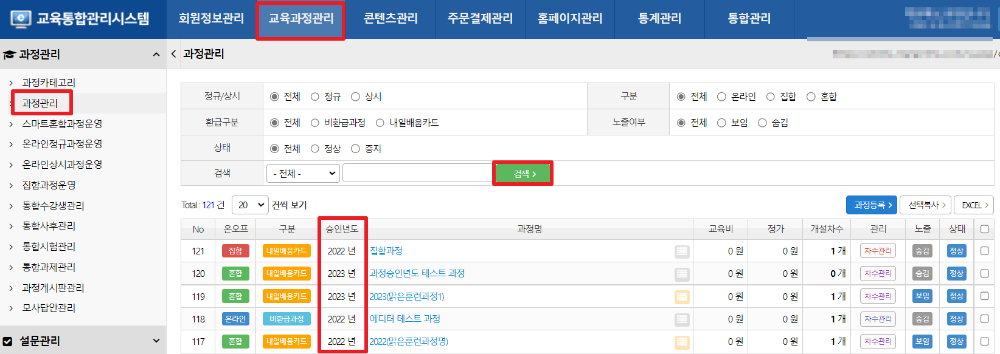 교육통합관리시스템 회원정보관리 교육과정관리 콘텐츠관리 주문결제관리 홈페이지관리 통계관리 통합관리
과정관리
과정카테고리
과정관리
스마트혼합과정운영
온라인정규과정운영
온라인상시과정운영
집합과정운영
통합수강생관리
통합사후관리
통합시험관리
통합과제관리
과정게시판관리
모사답안관리
설문관리
과정관리
정규/상시 전체 정규 상시 구분 전체 온라인 집합 혼합
환급구분 전체 비환급과정 내일배움카드 노출여부 전체 보임 숨김
상태 전체 정상 중지
검색 - 전체 - 검색 >
Total : 121 건 20 건씩 보기 과정등록 > 선택복사 > EXCEL >
No 온오프 구분 승인년도 과정명 교육비 정가 개설차수 관리 노출 상태
121 집합 내일배움카드 2022 년 집합과정 0 원 0 원 1 개 차수관리 숨김 정상
120 혼합 내일배움카드 2023 년 과정승인년도 테스트 과정 0 원 0 원 0 개 차수관리 숨김 정상
119 혼합 내일배움카드 2023 년 2023(맑은훈련과정1) 0 원 0 원 1 개 차수관리 보임 정상
118 온라인 비환급과정 2022 년 에디터 테스트 과정 0 원 0 원 1 개 차수관리 숨김 정상
117 혼합 내일배움카드 2022 년 2022(맑은훈련과정명) 0 원 0 원 1 개 차수관리 보임 정상